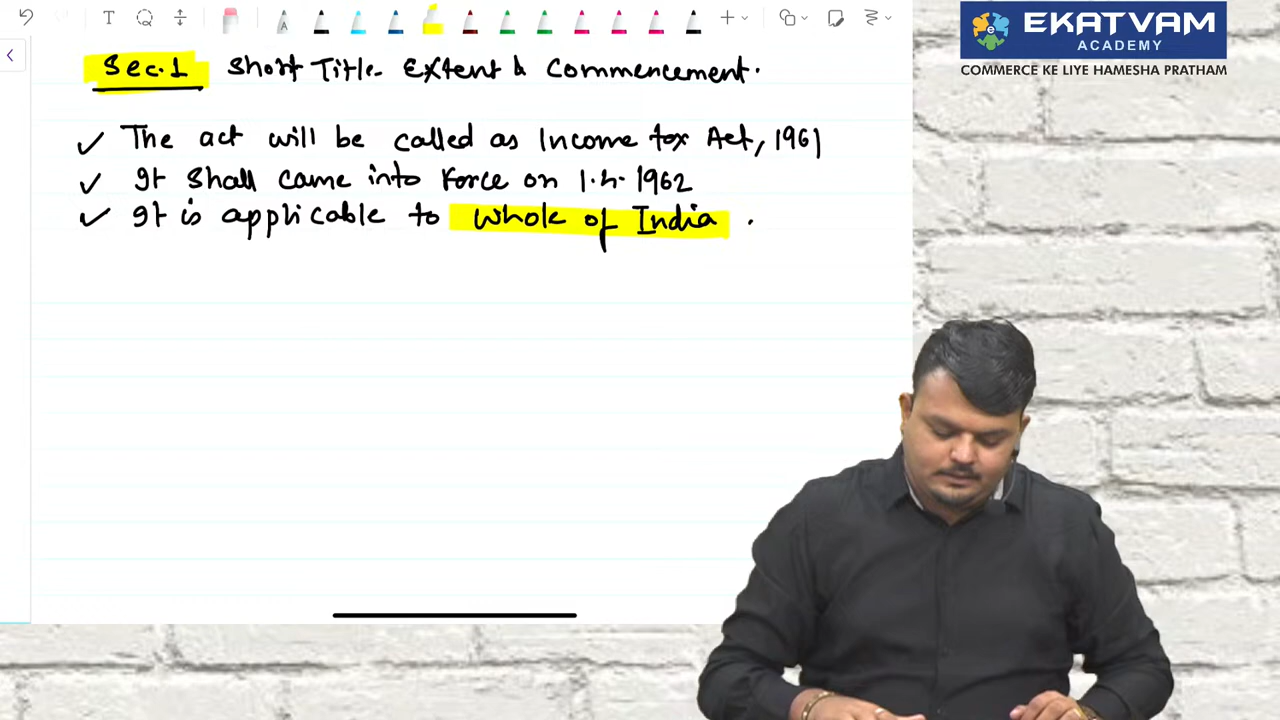 EKATVAM
ACADEMY
COMMERCE KE LIYE HAMESHA PRATHAM
Sec.1 Short Title Extent & Commencement.
The act will be called as Income tax Act, 1961
It shall came into Force on 1.4.1962
It is applicable to whole of India.